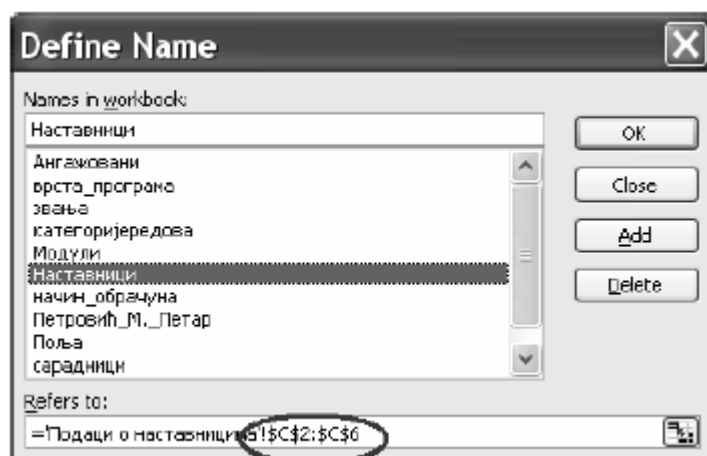 Define Name
Names in workbook:
Наставници
OK
Ангажовани
врста_програма
звања
категоријередова
Модули
Наставници
начин_обрачуна
Петровић_М._Петар
Поља
сарадници
Close
Add
Delete
Refers to:
='Подаци о наставницима'!$C$2:$C$6